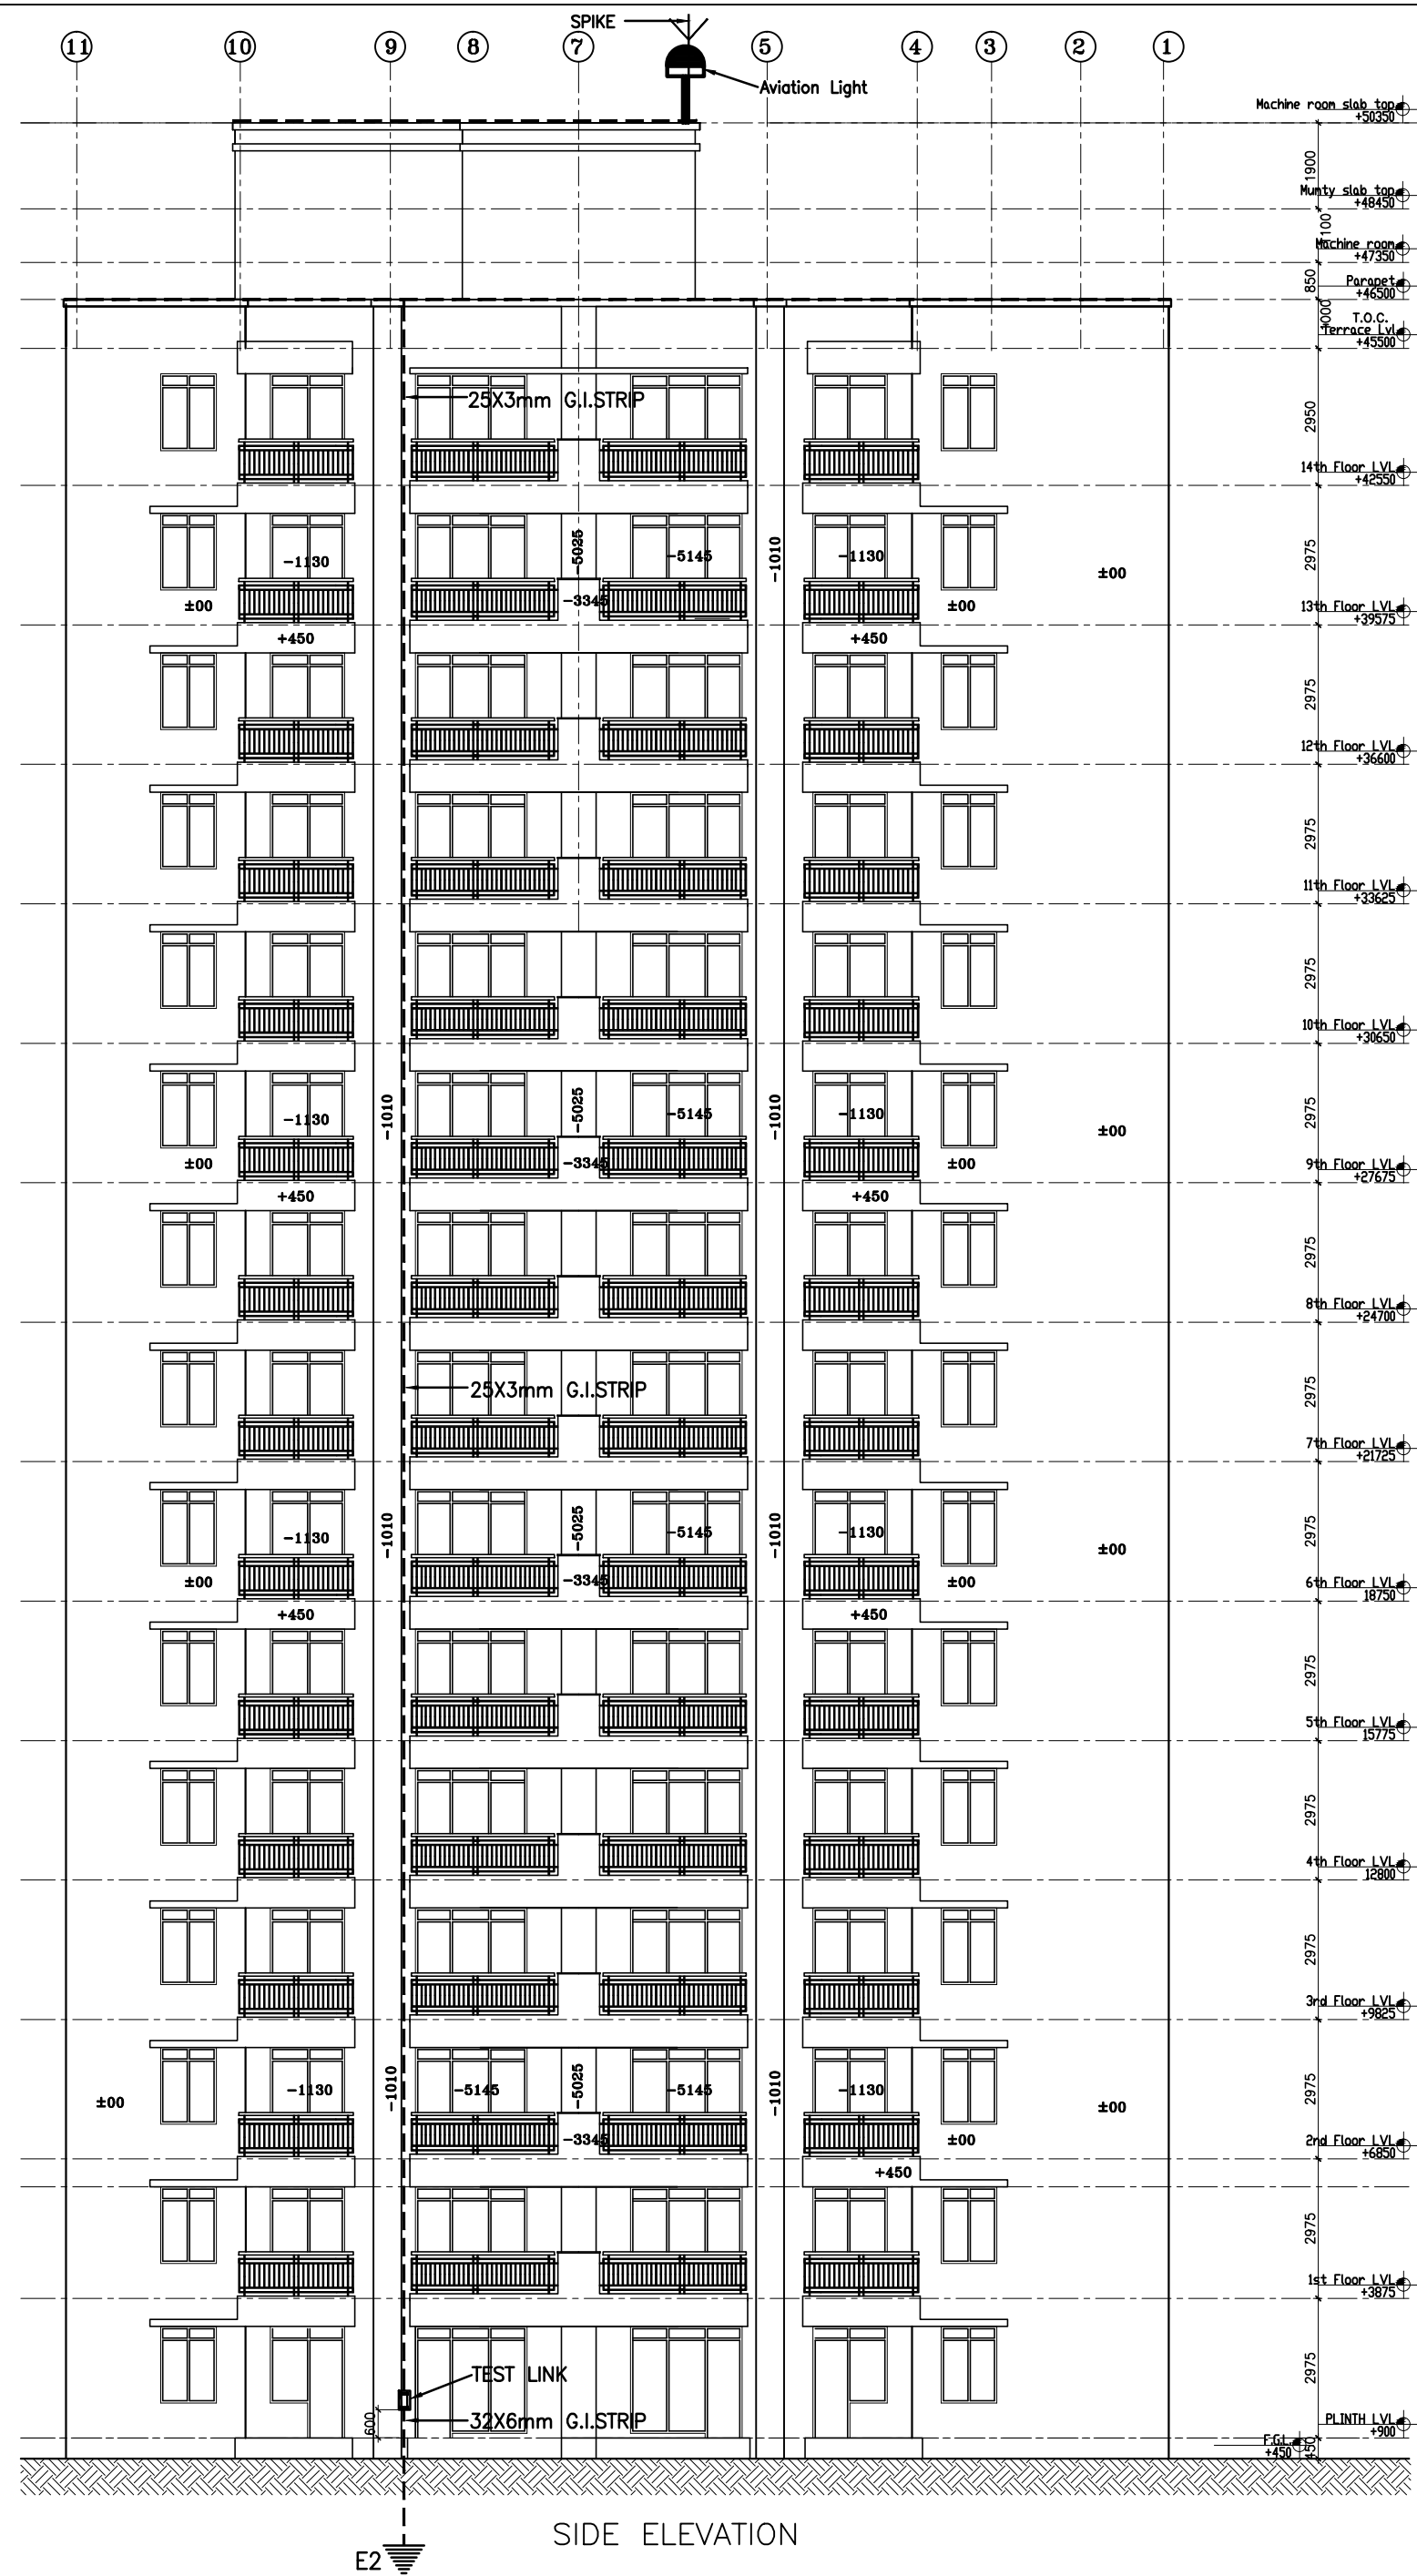 SPIKE
11 10 9 8 7 5 4 3 2 1
Aviation Light
Machine room slab top
+50350
1900
Mumty slab top
+48450
1100
Machine room
+47350
850
Parapet
+46500
1000
T.O.C.
Terrace Lvl
+45500
25X3mm G.I.STRIP
2950
14th Floor LVL
+42550
-1130 -5025 -5145 -1010 -1130
2975
±00 -3345 ±00 ±00
13th Floor LVL
+39575
+450 +450
2975
12th Floor LVL
+36600
2975
11th Floor LVL
+33625
2975
10th Floor LVL
+30650
-1130 -1010 -5025 -5145 -1010 -1130
2975
±00 -3345 ±00 ±00
9th Floor LVL
+27675
+450 +450
2975
8th Floor LVL
+24700
25X3mm G.I.STRIP
2975
7th Floor LVL
+21725
-1130 -1010 -5025 -5145 -1010 -1130
2975
±00 -3345 ±00 ±00
6th Floor LVL
18750
+450 +450
2975
5th Floor LVL
15775
2975
4th Floor LVL
12800
2975
3rd Floor LVL
+9825
±00 -1130 -1010 -5145 -5025 -5145 -1010 -1130 ±00
2975
-3345 ±00
2nd Floor LVL
+6850
+450
2975
1st Floor LVL
+3875
2975
TEST LINK
600
32X6mm G.I.STRIP
PLINTH LVL
+900
F.G.L.
+450
450
SIDE ELEVATION
E2